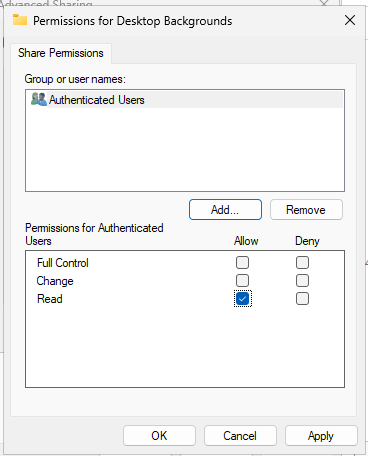 Advanced Sharing
Permissions for Desktop Backgrounds
Share Permissions
Group or user names:
Authenticated Users
Add...
Remove
Permissions for Authenticated
Users
Allow
Deny
Full Control
Change
Read
OK
Cancel
Apply